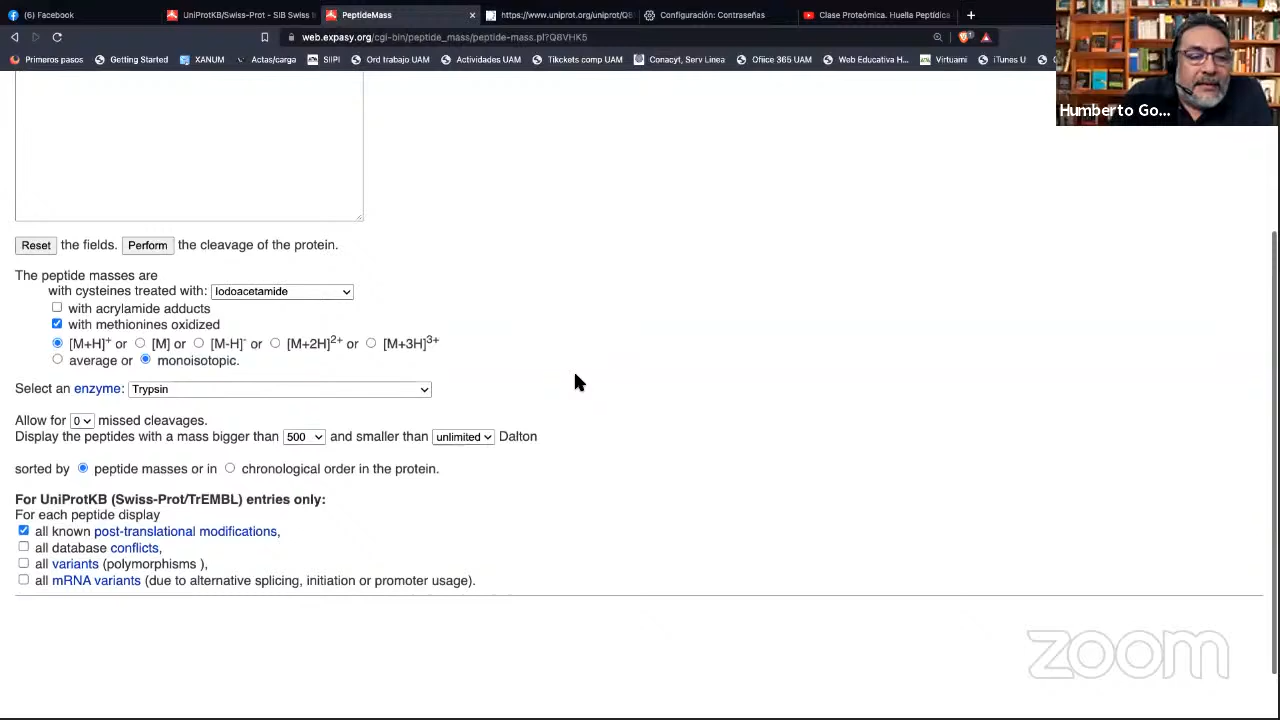 (6) Facebook
UniProtKB/Swiss-Prot - SIB Swiss I
PeptideMass
https://www.uniprot.org/uniprot/Q8
Configuración: Contraseñas
Clase Proteómica. Huella Peptídica
web.expasy.org/cgi-bin/peptide_mass/peptide-mass.pl?Q8VHK5
Primeros pasos
Getting Started
XANUM
Actas/carga
SIIPI
Ord trabajo UAM
Actividades UAM
Tikckets comp UAM
Conacyt, Serv Linea
Office 365 UAM
Web Educativa H...
Virtuami
iTunes U
Humberto Go...
Reset the fields. Perform the cleavage of the protein.
The peptide masses are
with cysteines treated with: Iodoacetamide
with acrylamide adducts
with methionines oxidized
[M+H]+ or [M] or [M-H]- or [M+2H]2+ or [M+3H]3+
average or monoisotopic.
Select an enzyme: Trypsin
Allow for 0 missed cleavages.
Display the peptides with a mass bigger than 500 and smaller than unlimited Dalton
sorted by peptide masses or in chronological order in the protein.
For UniProtKB (Swiss-Prot/TrEMBL) entries only:
For each peptide display
all known post-translational modifications,
all database conflicts,
all variants (polymorphisms ),
all mRNA variants (due to alternative splicing, initiation or promoter usage).
zoom